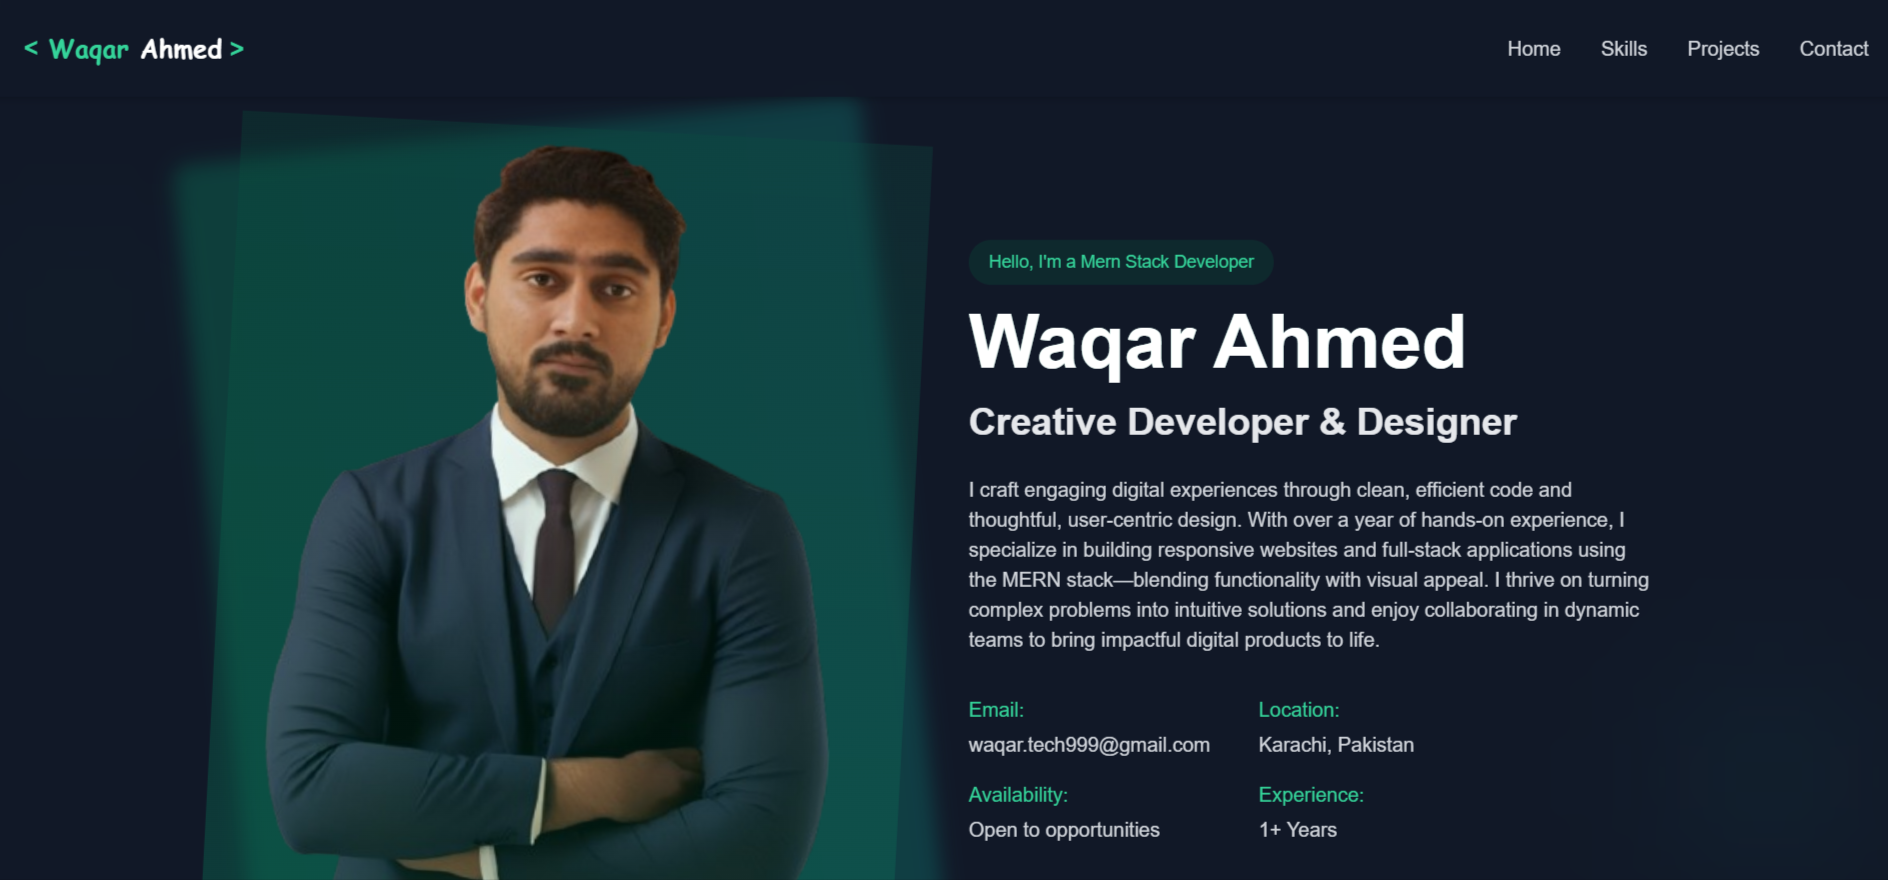 < Waqar Ahmed >
Home Skills Projects Contact
Hello, I'm a Mern Stack Developer
Waqar Ahmed
Creative Developer & Designer
I craft engaging digital experiences through clean, efficient code and
thoughtful, user-centric design. With over a year of hands-on experience, I
specialize in building responsive websites and full-stack applications using
the MERN stack—blending functionality with visual appeal. I thrive on turning
complex problems into intuitive solutions and enjoy collaborating in dynamic
teams to bring impactful digital products to life.
Email:
waqar.tech999@gmail.com
Location:
Karachi, Pakistan
Availability:
Open to opportunities
Experience:
1+ Years